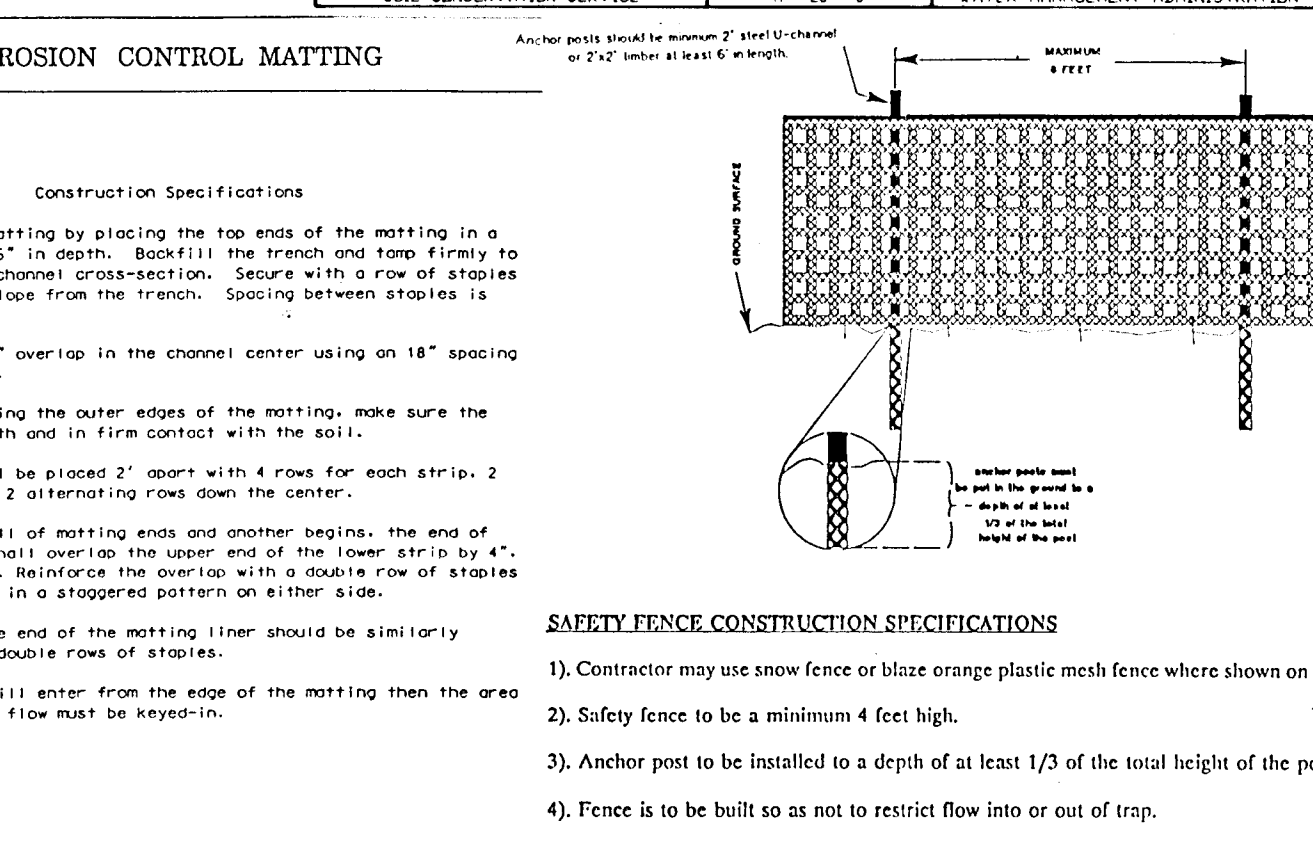 ROSION CONTROL MATTING
Construction Specifications
atting by placing the top ends of the matting in a
6" in depth. Backfill the trench and tamp firmly to
channel cross-section. Secure with a row of staples
lope from the trench. Spacing between staples is
" overlap in the channel center using an 18" spacing
ing the outer edges of the matting, make sure the
th and in firm contact with the soil.
l be placed 2' apart with 4 rows for each strip, 2
2 alternating rows down the center.
ll of matting ends and another begins, the end of
hall overlap the upper end of the lower strip by 4",
. Reinforce the overlap with a double row of staples
in a staggered pattern on either side.
e end of the matting liner should be similarly
double rows of staples.
ill enter from the edge of the matting then the area
flow must be keyed-in.
Anchor posts should be minimum 2" steel U-channel
or 2"x2" timber at least 6' in length.
MAXIMUM
8 FEET
GROUND SURFACE
anchor posts must
be put in the ground to a
depth of at least
1/3 of the total
height of the post
SAFETY FENCE CONSTRUCTION SPECIFICATIONS
1). Contractor may use snow fence or blaze orange plastic mesh fence where shown on
2). Safety fence to be a minimum 4 feet high.
3). Anchor post to be installed to a depth of at least 1/3 of the total height of the po
4). Fence is to be built so as not to restrict flow into or out of trap.